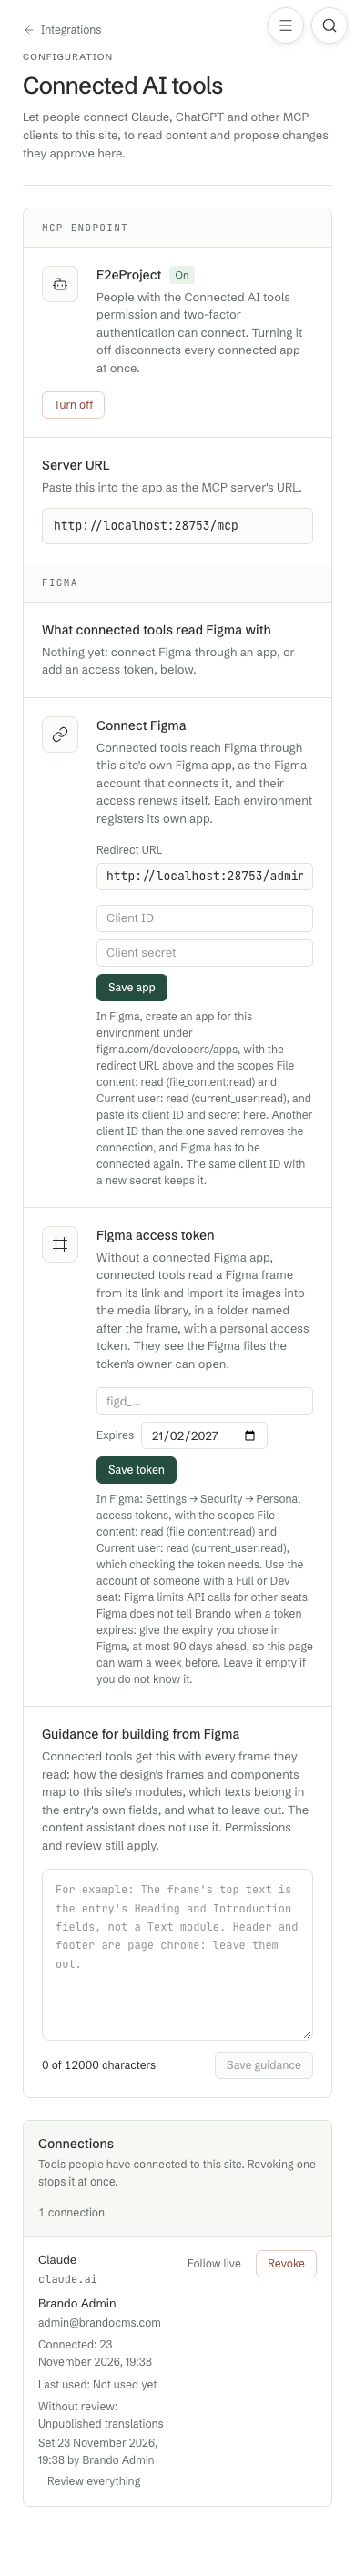 Integrations
CONFIGURATION
Connected AI tools
Let people connect Claude, ChatGPT and other MCP
clients to this site, to read content and propose changes
they approve here.
MCP ENDPOINT
E2eProject On
People with the Connected AI tools
permission and two-factor
authentication can connect. Turning it
off disconnects every connected app
at once.
Turn off
Server URL
Paste this into the app as the MCP server's URL.
http://localhost:28753/mcp
FIGMA
What connected tools read Figma with
Nothing yet: connect Figma through an app, or
add an access token, below.
Connect Figma
Connected tools reach Figma through
this site's own Figma app, as the Figma
account that connects it, and their
access renews itself. Each environment
registers its own app.
Redirect URL
http://localhost:28753/admin
Client ID
Client secret
Save app
In Figma, create an app for this
environment under
figma.com/developers/apps, with the
redirect URL above and the scopes File
content: read (file_content:read) and
Current user: read (current_user:read), and
paste its client ID and secret here. Another
client ID than the one saved removes the
connection, and Figma has to be
connected again. The same client ID with
a new secret keeps it.
Figma access token
Without a connected Figma app,
connected tools read a Figma frame
from its link and import its images into
the media library, in a folder named
after the frame, with a personal access
token. They see the Figma files the
token's owner can open.
figd_...
Expires 21/02/2027
Save token
In Figma: Settings → Security → Personal
access tokens, with the scopes File
content: read (file_content:read) and
Current user: read (current_user:read),
which checking the token needs. Use the
account of someone with a Full or Dev
seat: Figma limits API calls for other seats.
Figma does not tell Brando when a token
expires: give the expiry you chose in
Figma, at most 90 days ahead, so this page
can warn a week before. Leave it empty if
you do not know it.
Guidance for building from Figma
Connected tools get this with every frame they
read: how the design's frames and components
map to this site's modules, which texts belong in
the entry's own fields, and what to leave out. The
content assistant does not use it. Permissions
and review still apply.
For example: The frame's top text is
the entry's Heading and Introduction
fields, not a Text module. Header and
footer are page chrome: leave them
out.
0 of 12000 characters Save guidance
Connections
Tools people have connected to this site. Revoking one
stops it at once.
1 connection
Claude Follow live Revoke
claude.ai
Brando Admin
admin@brandocms.com
Connected: 23
November 2026, 19:38
Last used: Not used yet
Without review:
Unpublished translations
Set 23 November 2026,
19:38 by Brando Admin
Review everything